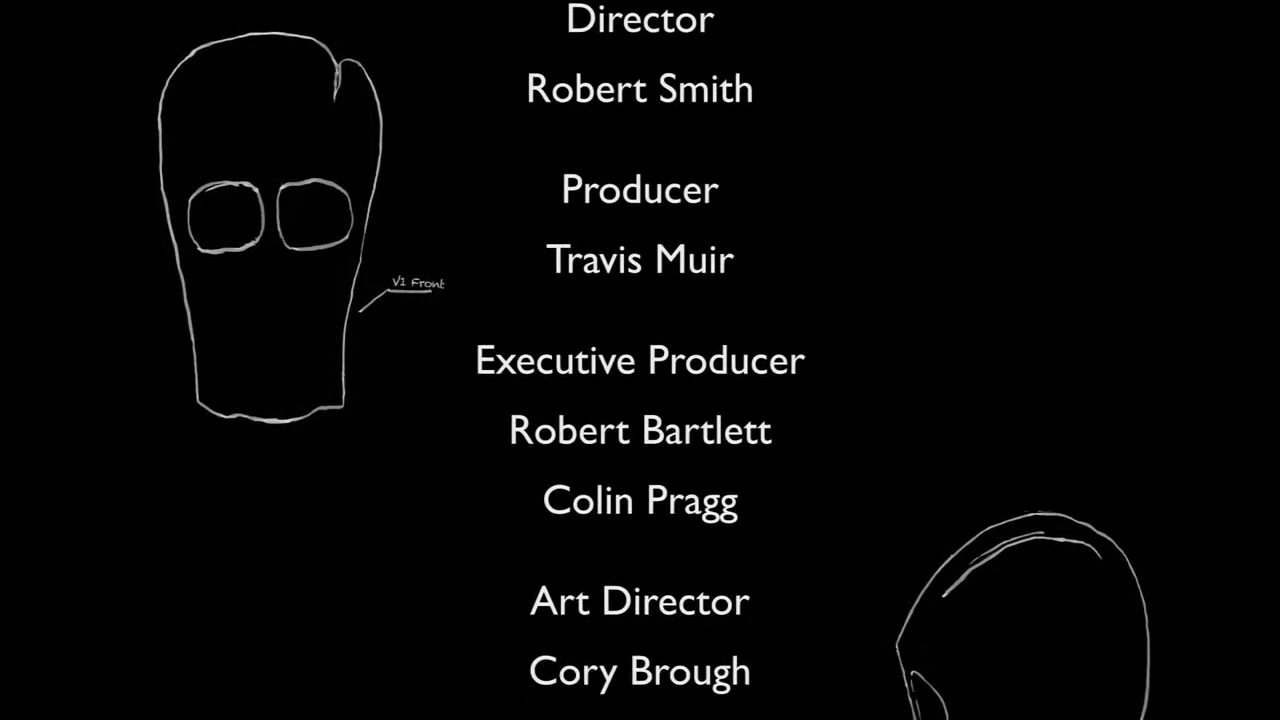 Director
Robert Smith
Producer
Travis Muir
V1 Front
Executive Producer
Robert Bartlett
Colin Pragg
Art Director
Cory Brough